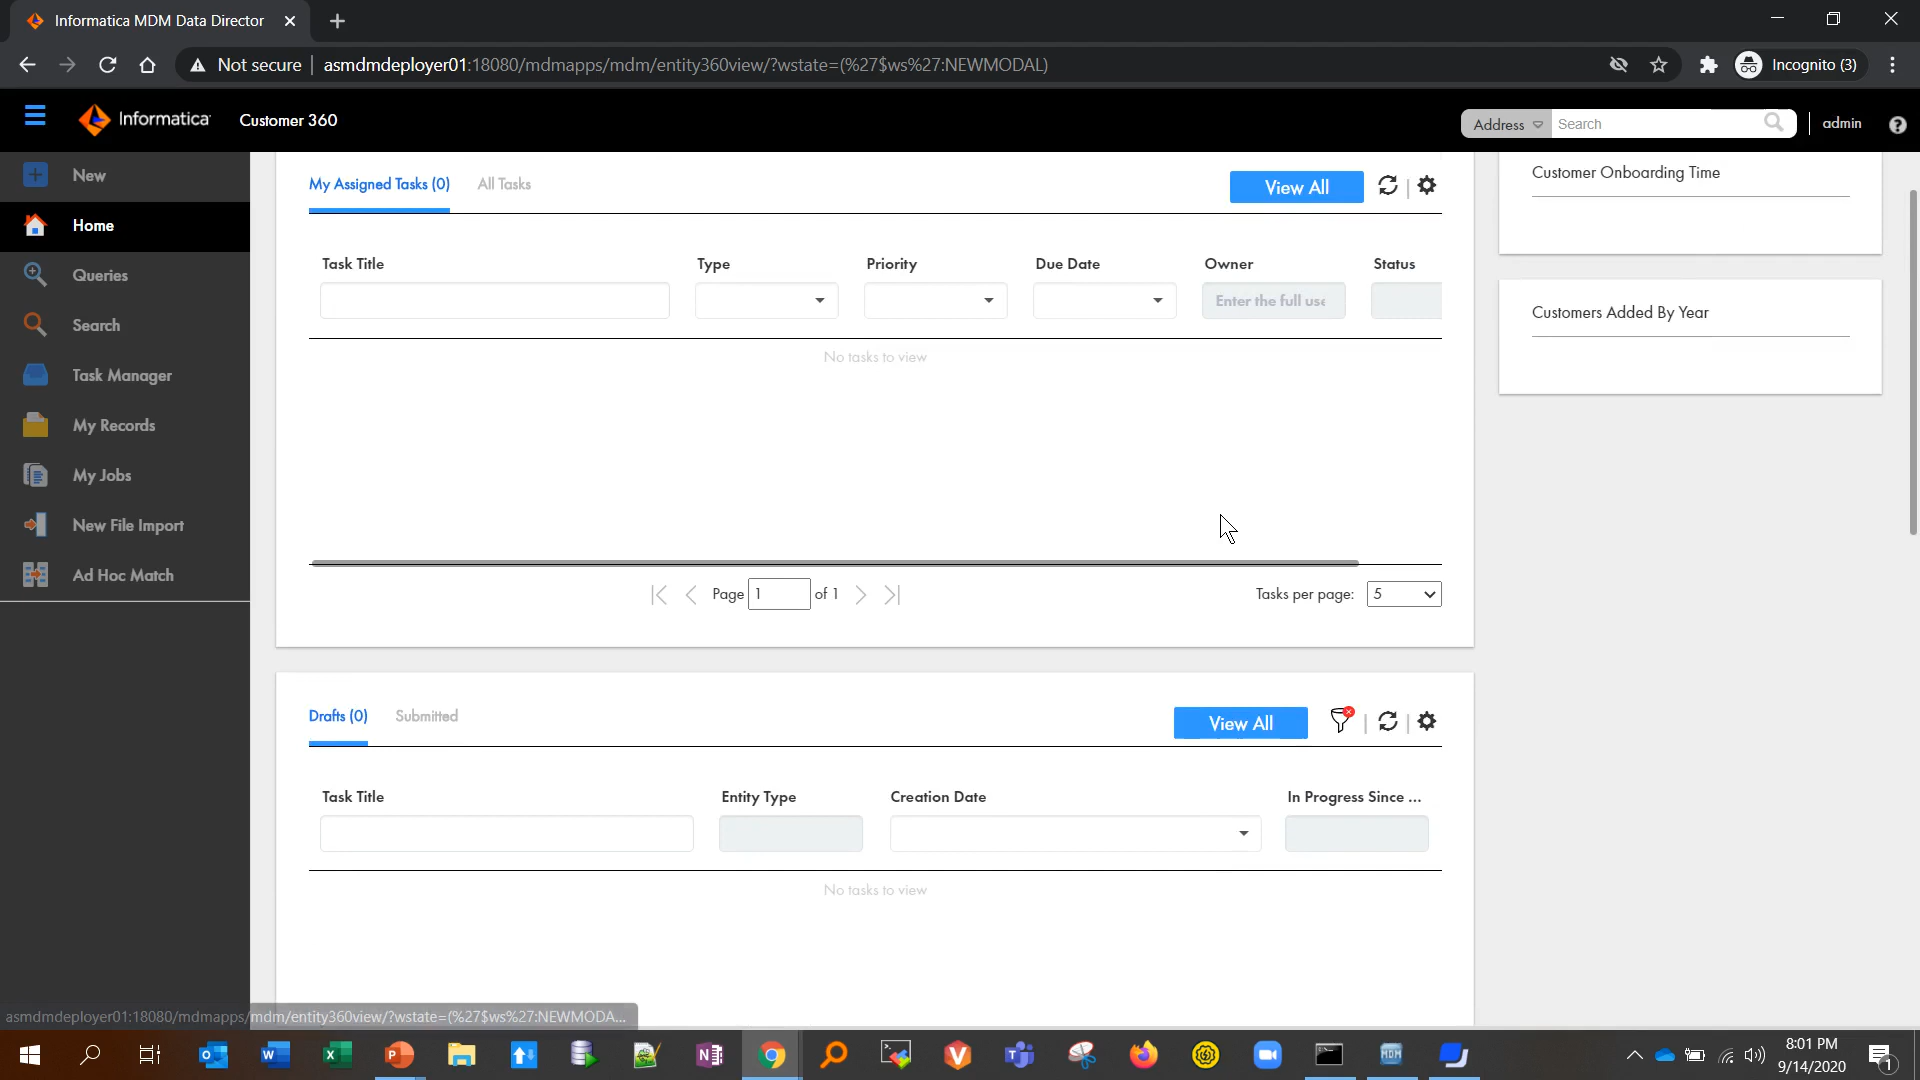 Informatica MDM Data Director
Not secure
asmdmdeployer01:18080/mdmapps/mdm/entity360view/?wstate=(%27$ws%27:NEWMODAL)
Incognito (3)
Informatica
Customer 360
Address
Search
admin
?
New
Home
Queries
Search
Task Manager
My Records
My Jobs
New File Import
Ad Hoc Match
My Assigned Tasks (0)
All Tasks
View All
Task Title
Type
Priority
Due Date
Owner
Status
Enter the full use
No tasks to view
Page 1 of 1
Tasks per page: 5
Drafts (0)
Submitted
View All
Task Title
Entity Type
Creation Date
In Progress Since ...
No tasks to view
Customer Onboarding Time
Customers Added By Year
asmdmdeployer01:18080/mdmapps/mdm/entity360view/?wstate=(%27$ws%27:NEWMODA...
MDM
8:01 PM
9/14/2020
1